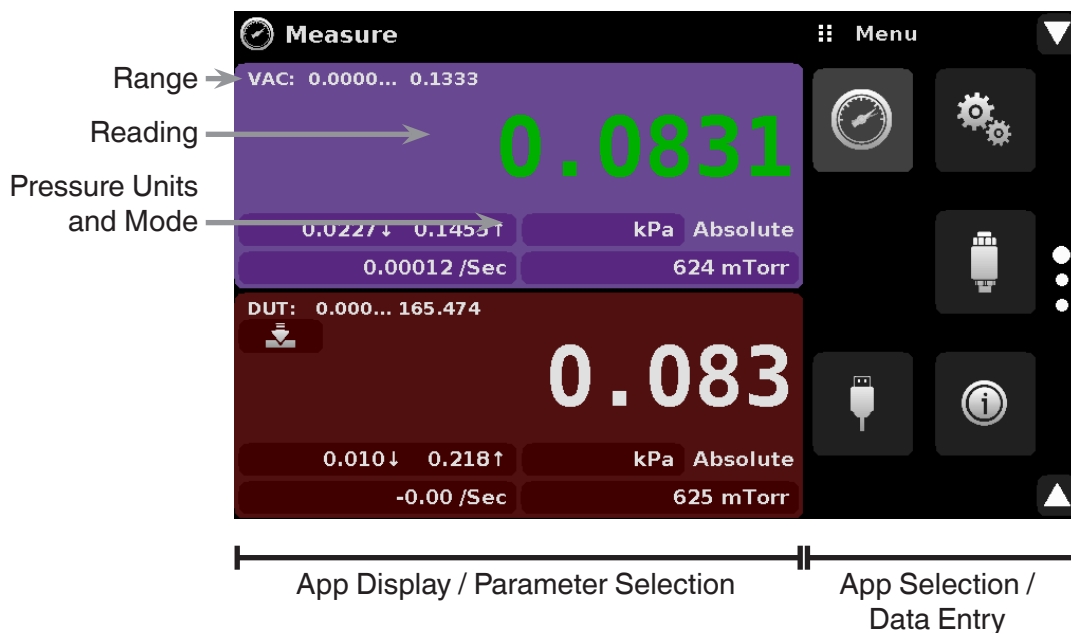 Measure
Menu
Range
VAC: 0.0000... 0.1333
Reading
0.0831
Pressure Units
and Mode
0.0227↓ 0.1453↑
kPa Absolute
0.00012 /Sec
624 mTorr
DUT: 0.000... 165.474
0.083
0.010↓ 0.218↑
kPa Absolute
-0.00 /Sec
625 mTorr
App Display / Parameter Selection
App Selection /
Data Entry